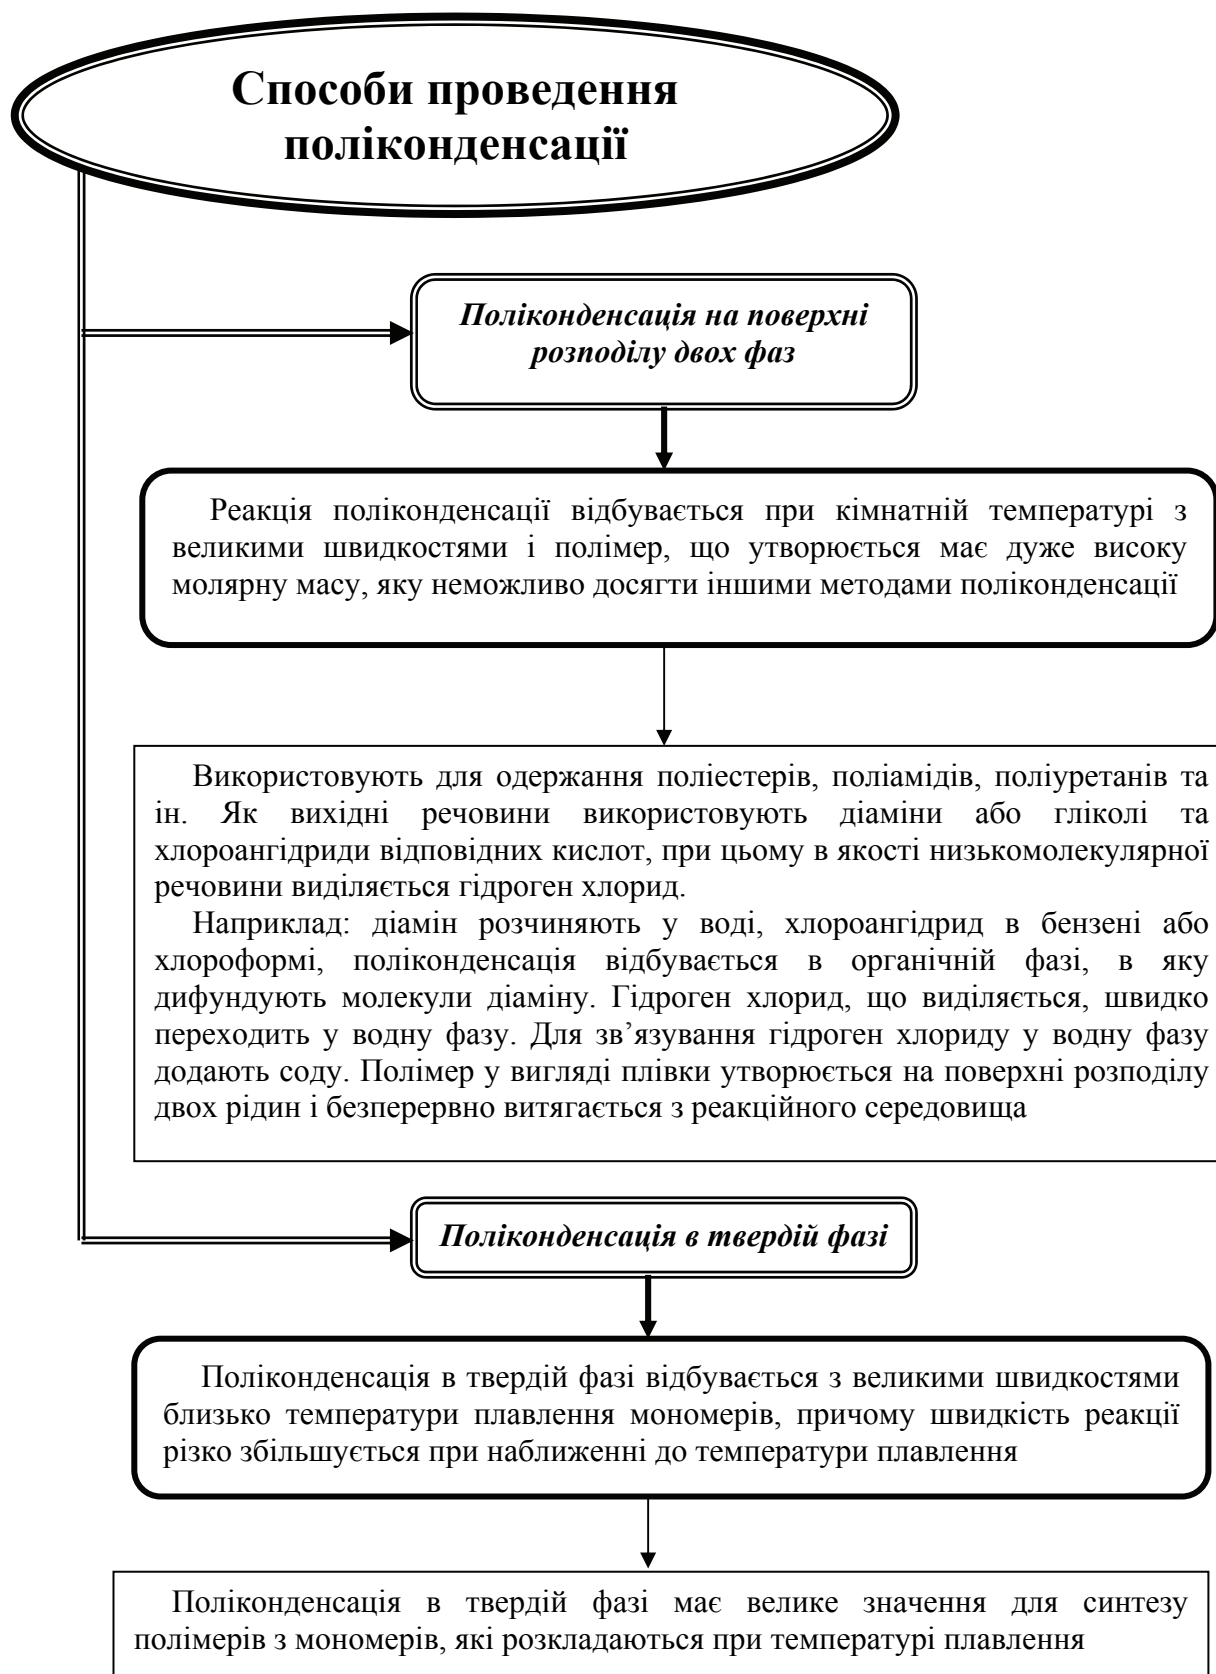 Способи проведення
поліконденсації
Поліконденсація на поверхні
розподілу двох фаз
Реакція поліконденсації відбувається при кімнатній температурі з
великими швидкостями і полімер, що утворюється має дуже високу
молярну масу, яку неможливо досягти іншими методами поліконденсації
Використовують для одержання поліестерів, поліамідів, поліуретанів та
ін. Як вихідні речовини використовують діаміни або гліколі та
хлороангідриди відповідних кислот, при цьому в якості низькомолекулярної
речовини виділяється гідроген хлорид.
Наприклад: діамін розчиняють у воді, хлороангідрид в бензені або
хлороформі, поліконденсація відбувається в органічній фазі, в яку
дифундують молекули діаміну. Гідроген хлорид, що виділяється, швидко
переходить у водну фазу. Для зв’язування гідроген хлориду у водну фазу
додають соду. Полімер у вигляді плівки утворюється на поверхні розподілу
двох рідин і безперервно витягається з реакційного середовища
Поліконденсація в твердій фазі
Поліконденсація в твердій фазі відбувається з великими швидкостями
близько температури плавлення мономерів, причому швидкість реакції
різко збільшується при наближенні до температури плавлення
Поліконденсація в твердій фазі має велике значення для синтезу
полімерів з мономерів, які розкладаються при температурі плавлення